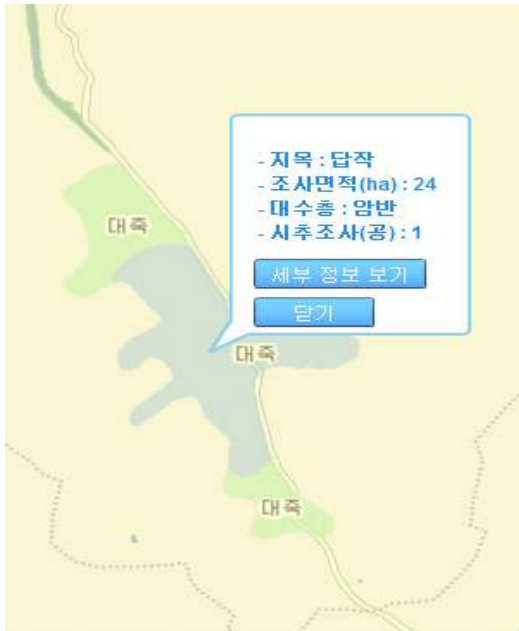 - 지목 : 답작
- 조사면적(ha) : 24
- 대수층 : 암반
- 시추조사(공) : 1
세부 정보 보기
닫기
대죽
대죽
대죽